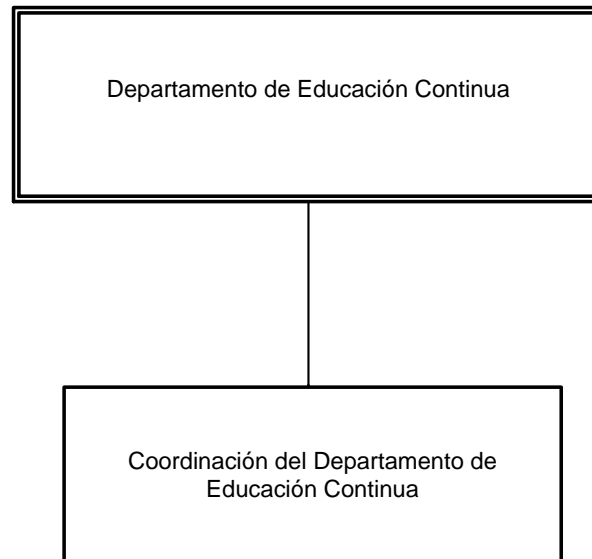 Departamento de Educación Continua
Coordinación del Departamento de
Educación Continua